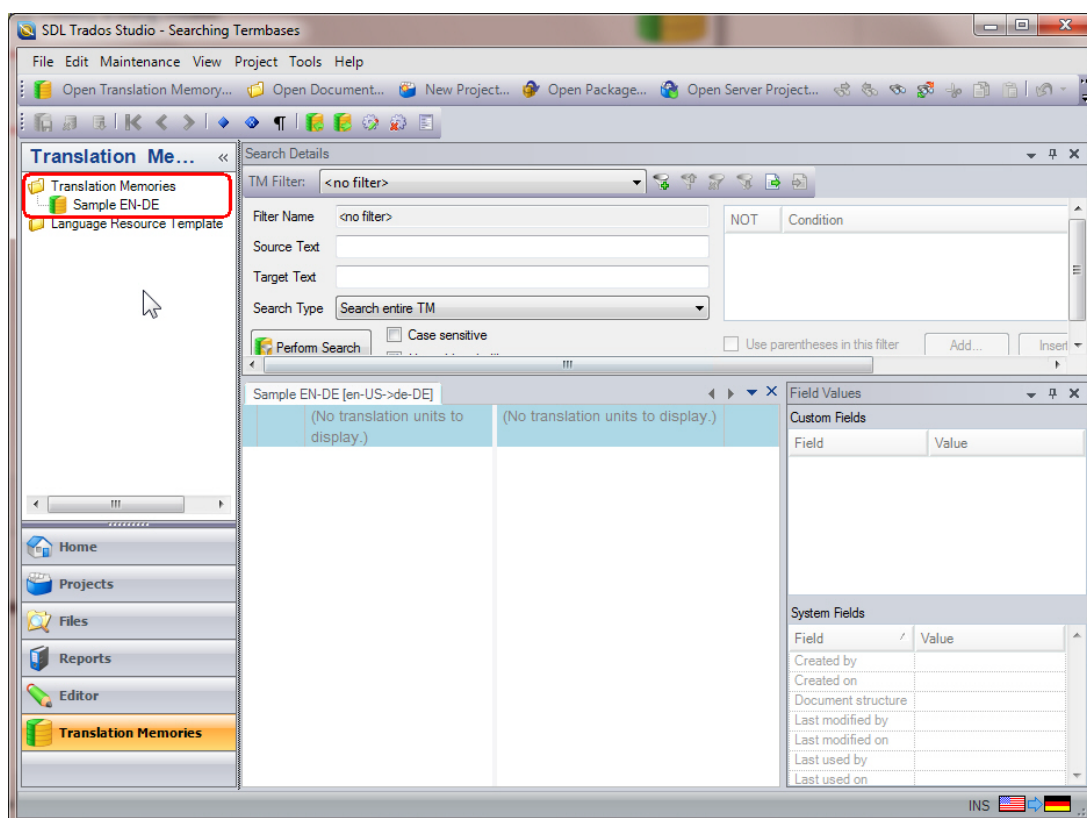 SDL Trados Studio - Searching Termbases
File Edit Maintenance View Project Tools Help
Open Translation Memory... Open Document... New Project... Open Package... Open Server Project...
Translation Me...
Translation Memories
Sample EN-DE
Language Resource Template
Home
Projects
Files
Reports
Editor
Translation Memories
Search Details
TM Filter: <no filter>
Filter Name <no filter>
Source Text
Target Text
Search Type Search entire TM
Case sensitive
Perform Search
NOT Condition
Use parentheses in this filter Add... Insert
Sample EN-DE [en-US->de-DE]
(No translation units to display.) (No translation units to display.)
Field Values
Custom Fields
Field Value
System Fields
Field Value
Created by
Created on
Document structure
Last modified by
Last modified on
Last used by
Last used on
INS